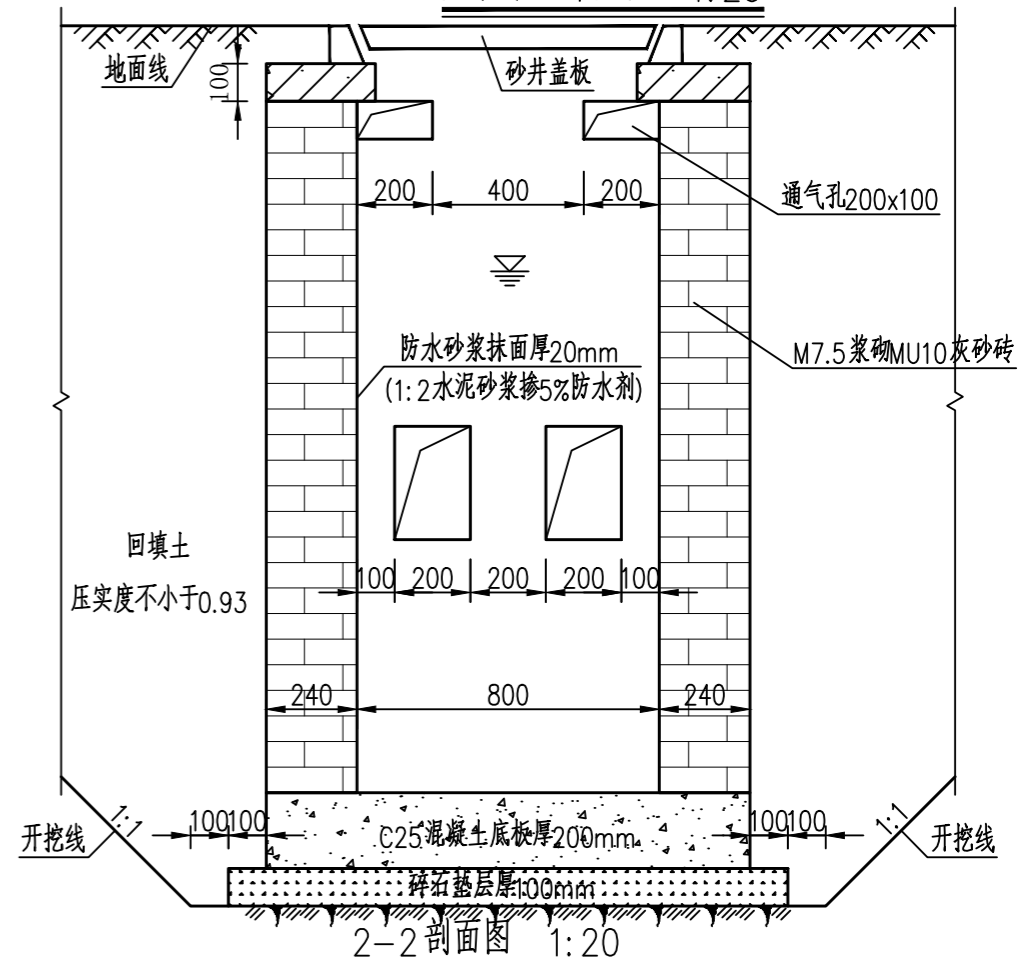 1:20
地面线
100
砂井盖板
200 400 200
通气孔200x100
防水砂浆抹面厚20mm
(1:2水泥砂浆掺5%防水剂)
M7.5浆砌MU10灰砂砖
回填土
压实度不小于0.93
100 200 200 200 100
240 800 240
1:1
开挖线
100 100
C25混凝土底板厚200mm
100 100
1:1
开挖线
碎石垫层厚100mm
2-2剖面图 1:20